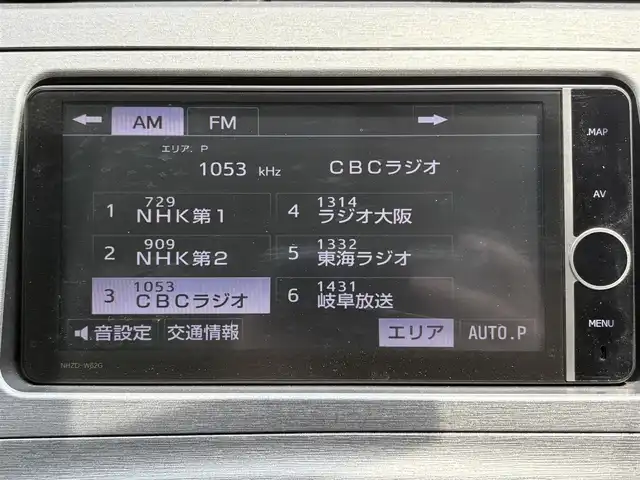 AM FM
エリア. P
1053 kHz CBCラジオ
1 729 NHK第1
2 909 NHK第2
3 1053 CBCラジオ
4 1314 ラジオ大阪
5 1332 東海ラジオ
6 1431 岐阜放送
音設定 交通情報 エリア AUTO.P
NHZD-W62G
MAP
AV
MENU